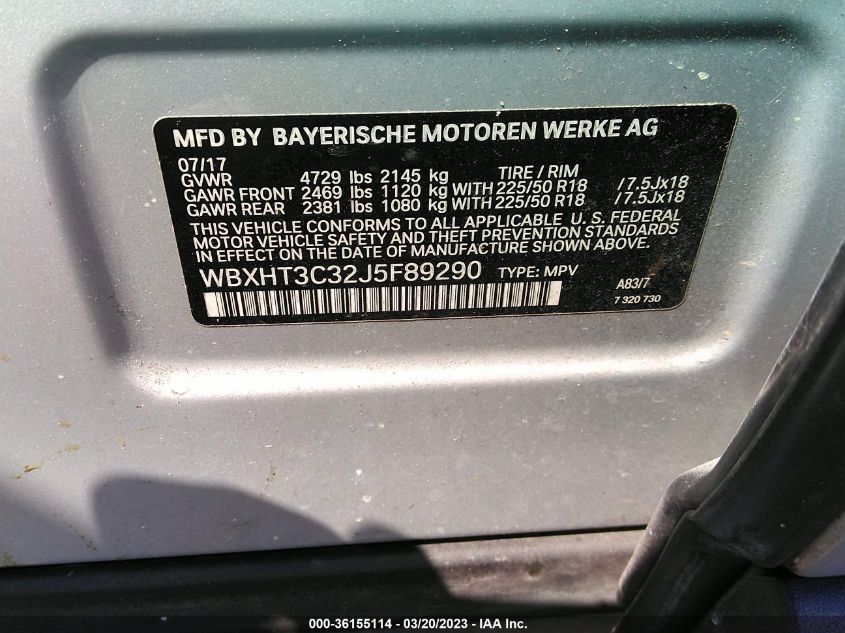 MFD BY BAYERISCHE MOTOREN WERKE AG
07/17
GVWR 4729 lbs 2145 kg TIRE / RIM
GAWR FRONT 2469 lbs 1120 kg WITH 225/50 R18 /7.5Jx18
GAWR REAR 2381 lbs 1080 kg WITH 225/50 R18 /7.5Jx18
THIS VEHICLE CONFORMS TO ALL APPLICABLE U. S. FEDERAL
MOTOR VEHICLE SAFETY AND THEFT PREVENTION STANDARDS
IN EFFECT ON THE DATE OF MANUFACTURE SHOWN ABOVE.
WBXHT3C32J5F89290 TYPE: MPV
A83/7
7 320 730
000-36155114 - 03/20/2023 - IAA Inc.